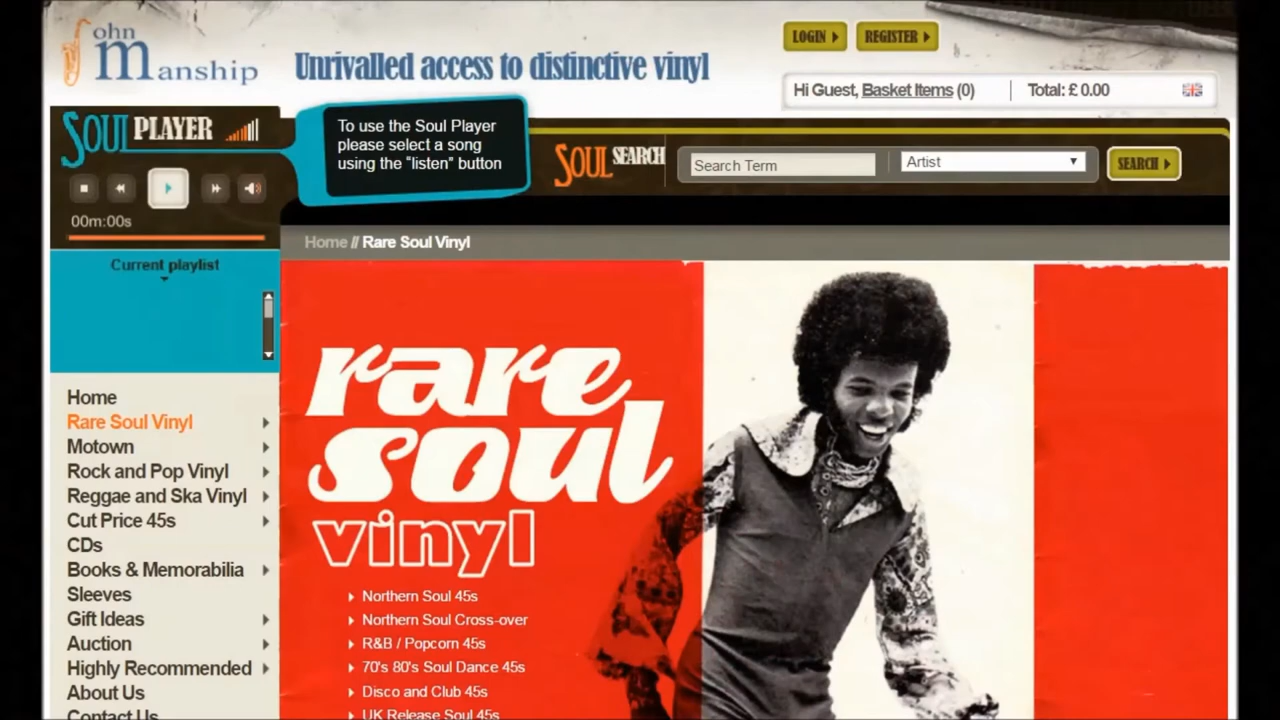 John Manship
Unrivalled access to distinctive vinyl
LOGIN
REGISTER
Hi Guest, Basket Items (0)
Total: £ 0.00
SOUL PLAYER
To use the Soul Player
please select a song
using the “listen” button
SOUL SEARCH
Search Term
Artist
SEARCH
00m:00s
Current playlist
Home // Rare Soul Vinyl
Home
Rare Soul Vinyl
Motown
Rock and Pop Vinyl
Reggae and Ska Vinyl
Cut Price 45s
CDs
Books & Memorabilia
Sleeves
Gift Ideas
Auction
Highly Recommended
About Us
Contact Us
rare
soul
vinyl
Northern Soul 45s
Northern Soul Cross-over
R&B / Popcorn 45s
70's 80's Soul Dance 45s
Disco and Club 45s
UK Release Soul 45s